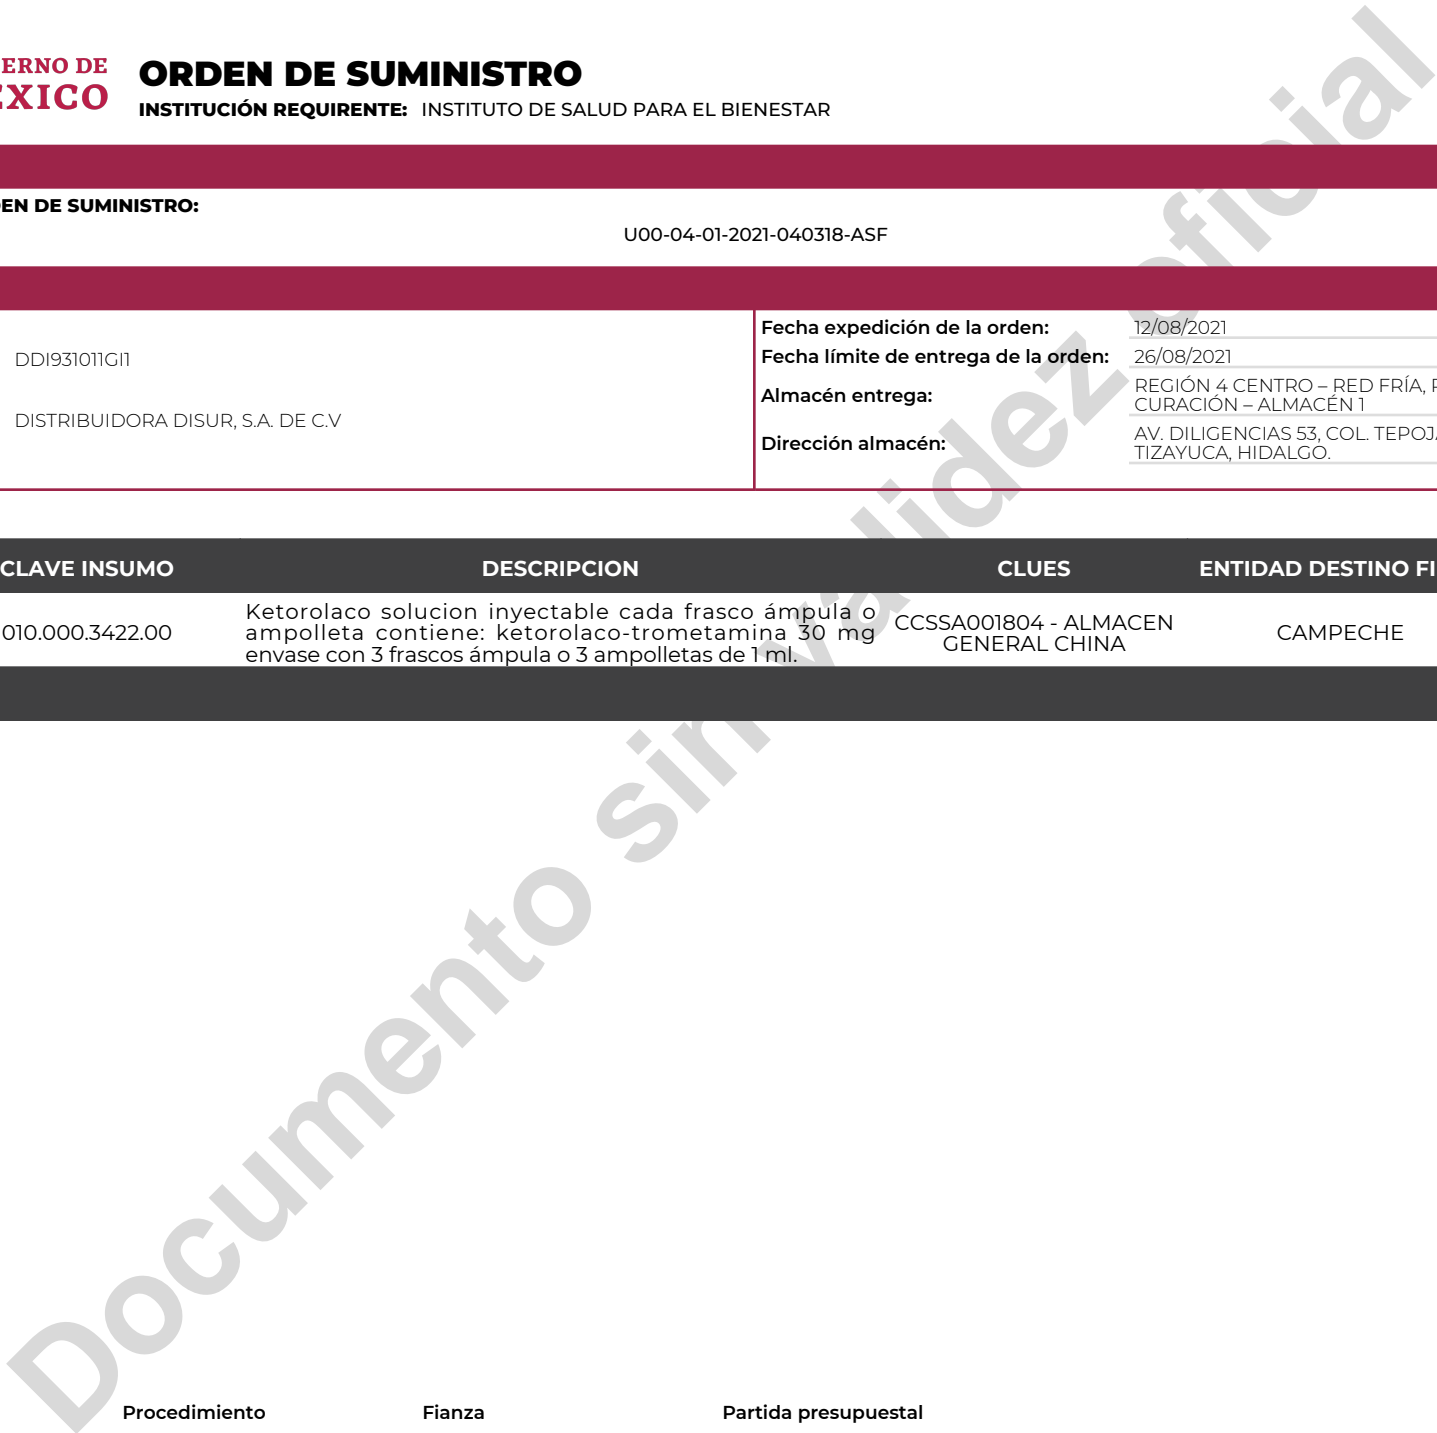 ERNO DE
ÉXICO
ORDEN DE SUMINISTRO
INSTITUCIÓN REQUIRENTE: INSTITUTO DE SALUD PARA EL BIENESTAR
EN DE SUMINISTRO:
U00-04-01-2021-040318-ASF
DDI931011GI1
DISTRIBUIDORA DISUR, S.A. DE C.V
Fecha expedición de la orden: 12/08/2021
Fecha límite de entrega de la orden: 26/08/2021
Almacén entrega: REGIÓN 4 CENTRO – RED FRÍA,
CURACIÓN – ALMACÉN 1
Dirección almacén: AV. DILIGENCIAS 53, COL. TEPOJ
TIZAYUCA, HIDALGO.
CLAVE INSUMO DESCRIPCION CLUES ENTIDAD DESTINO FI
010.000.3422.00
Ketorolaco solucion inyectable cada frasco ámpula o
ampolleta contiene: ketorolaco-trometamina 30 mg
envase con 3 frascos ámpula o 3 ampolletas de 1 ml.
CCSSA001804 - ALMACEN
GENERAL CHINA
CAMPECHE
Documento sin validez oficial
Procedimiento Fianza Partida presupuestal